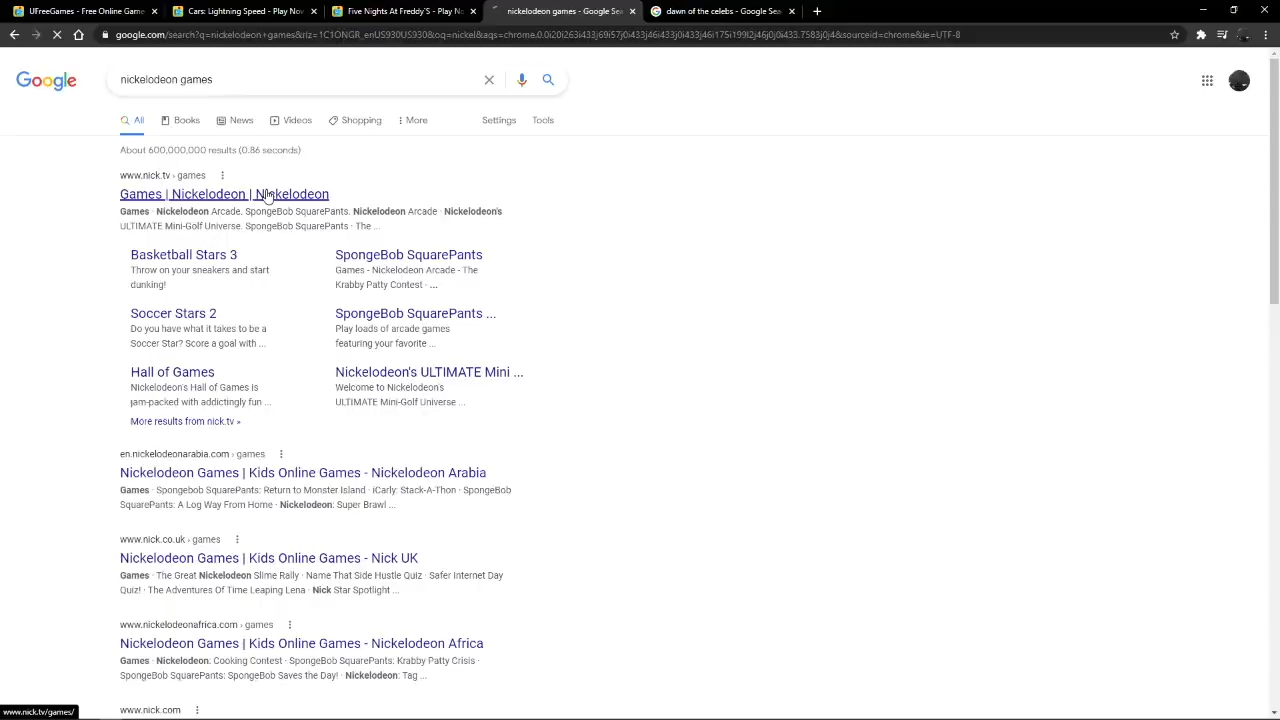 UFreeGames - Free Online Games
Cars: Lightning Speed - Play Now
Five Nights At Freddy'S - Play No
nickelodeon games - Google Sea
dawn of the celebs - Google Sea
google.com/search?q=nickelodeon+games&rlz=1C1ONGR_enUS930US930&oq=nickel&aqs=chrome.0.0i20i263i433j69i57j0i433j46i433j0i433j46i175i199l2j46j0j0i433.7583j0j4&sourceid=chrome&ie=UTF-8
Google
nickelodeon games
All
Books
News
Videos
Shopping
More
Settings
Tools
About 600,000,000 results (0.86 seconds)
www.nick.tv › games
Games | Nickelodeon | Nickelodeon
Games · Nickelodeon Arcade. SpongeBob SquarePants. Nickelodeon Arcade · Nickelodeon's
ULTIMATE Mini-Golf Universe. SpongeBob SquarePants · The ...
Basketball Stars 3
Throw on your sneakers and start
dunking!
SpongeBob SquarePants
Games - Nickelodeon Arcade - The
Krabby Patty Contest · ...
Soccer Stars 2
Do you have what it takes to be a
Soccer Star? Score a goal with ...
SpongeBob SquarePants ...
Play loads of arcade games
featuring your favorite ...
Hall of Games
Nickelodeon's Hall of Games is
jam-packed with addictingly fun ...
Nickelodeon's ULTIMATE Mini ...
Welcome to Nickelodeon's
ULTIMATE Mini-Golf Universe ...
More results from nick.tv »
en.nickelodeonarabia.com › games
Nickelodeon Games | Kids Online Games - Nickelodeon Arabia
Games · Spongebob SquarePants: Return to Monster Island · iCarly: Stack-A-Thon · SpongeBob
SquarePants: A Log Way From Home · Nickelodeon: Super Brawl ...
www.nick.co.uk › games
Nickelodeon Games | Kids Online Games - Nick UK
Games · The Great Nickelodeon Slime Rally · Name That Side Hustle Quiz · Safer Internet Day
Quiz! · The Adventures Of Time Leaping Lena · Nick Star Spotlight ...
www.nickelodeonafrica.com › games
Nickelodeon Games | Kids Online Games - Nickelodeon Africa
Games · Nickelodeon: Cooking Contest · SpongeBob SquarePants: Krabby Patty Crisis ·
SpongeBob SquarePants: SpongeBob Saves the Day! · Nickelodeon: Tag ...
www.nick.com
www.nick.tv/games/